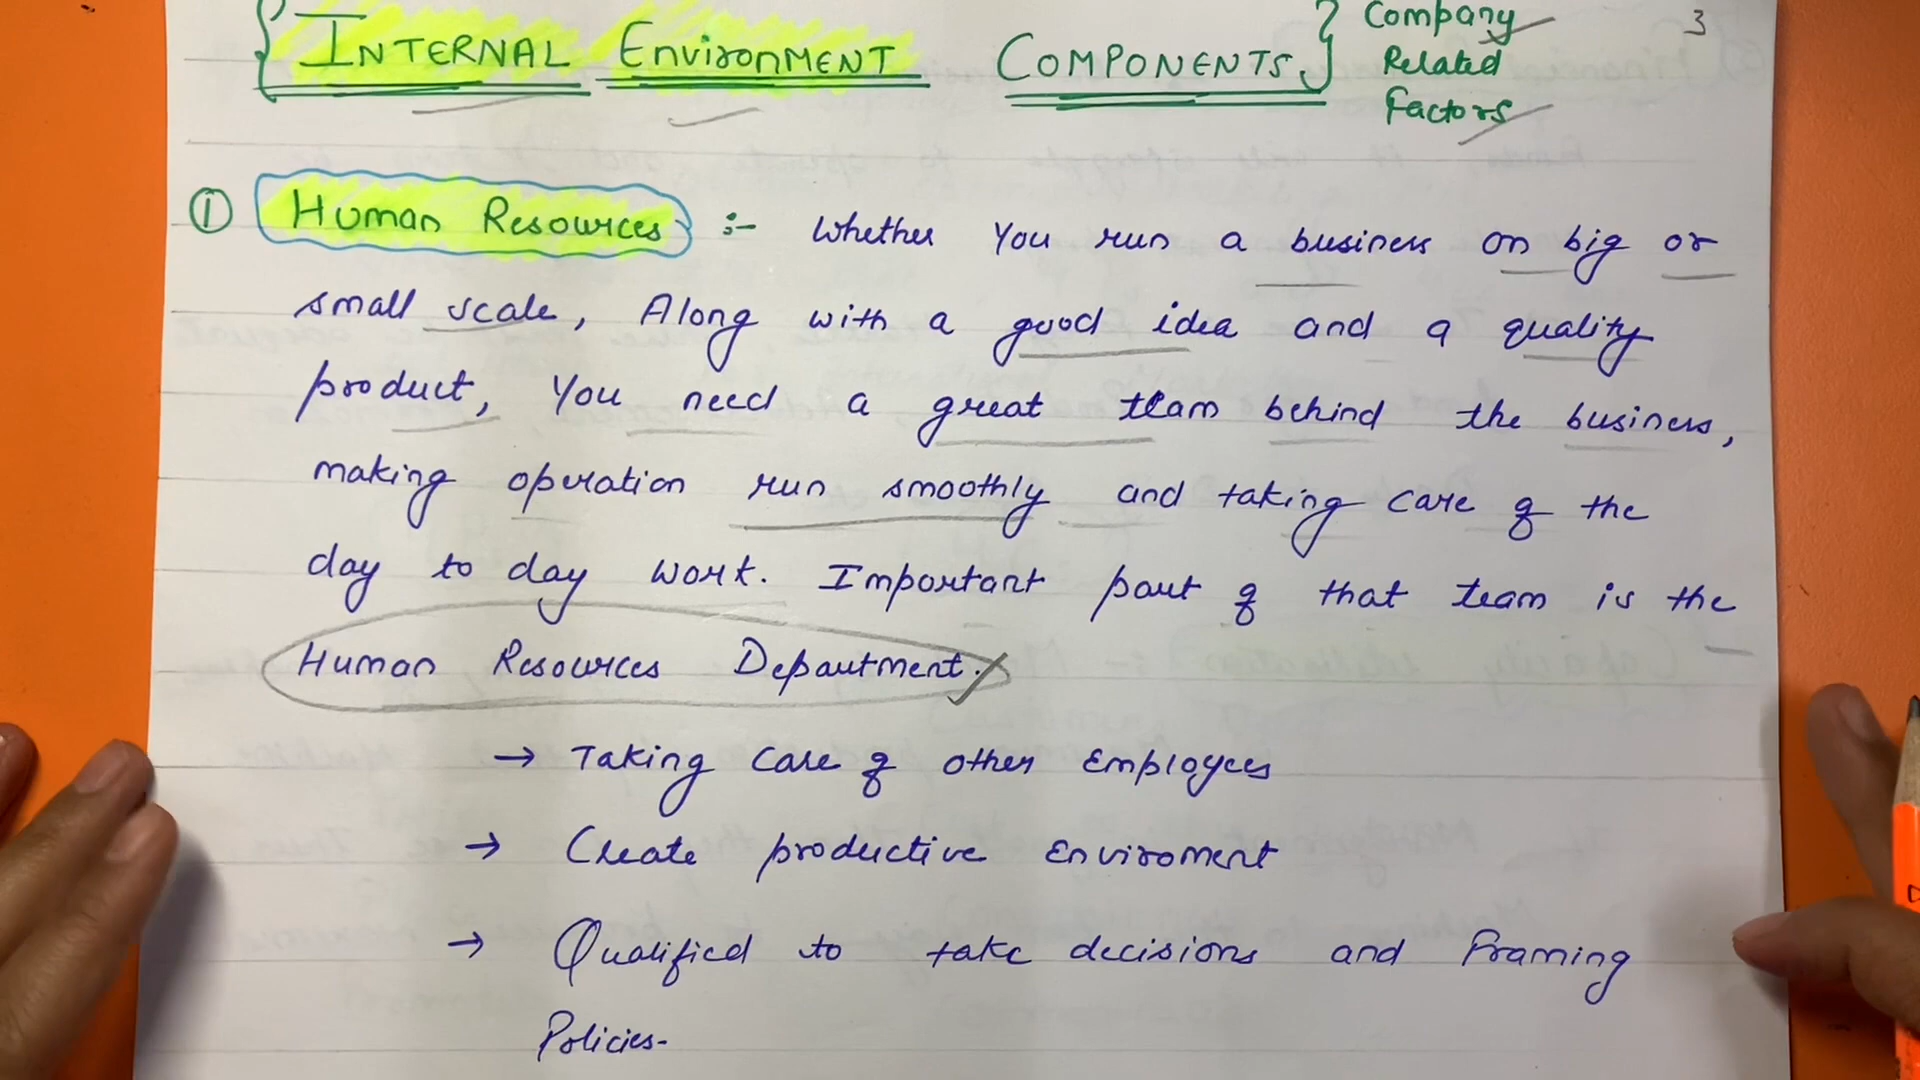 { INTERNAL ENVIRONMENT COMPONENTS } Company Related Factors
3
① Human Resources :- Whether You run a business on big or
small scale, Along with a good idea and a quality
product, You need a great team behind the business,
making operation run smoothly and taking care of the
day to day work. Important part of that team is the
Human Resources Department.
→ Taking care of other Employees
→ Create productive Enviroment
→ Qualified to take decisions and Framing
Policies-